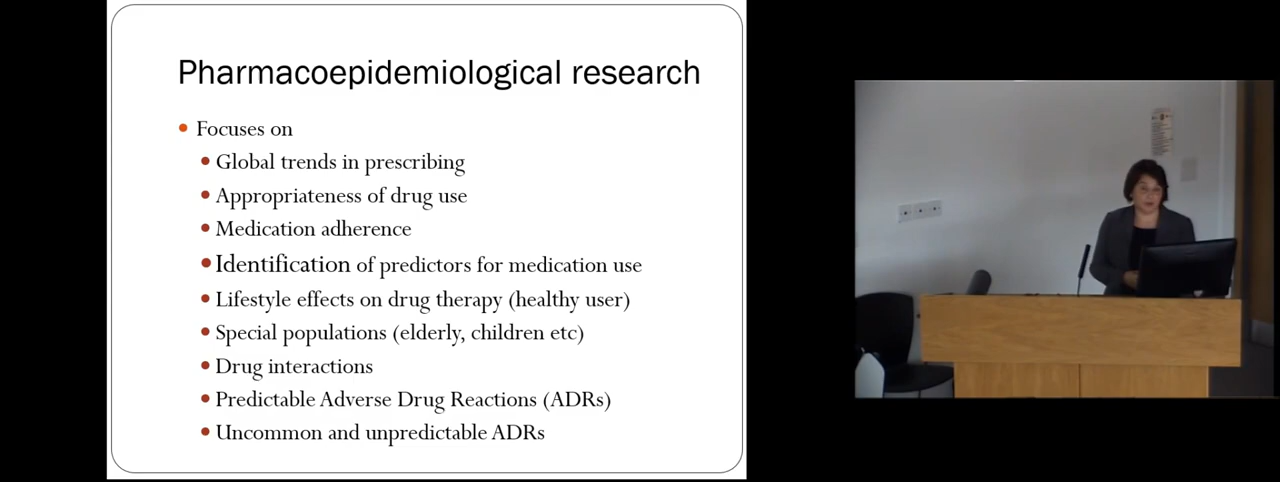 Pharmacoepidemiological research
Focuses on
Global trends in prescribing
Appropriateness of drug use
Medication adherence
Identification of predictors for medication use
Lifestyle effects on drug therapy (healthy user)
Special populations (elderly, children etc)
Drug interactions
Predictable Adverse Drug Reactions (ADRs)
Uncommon and unpredictable ADRs